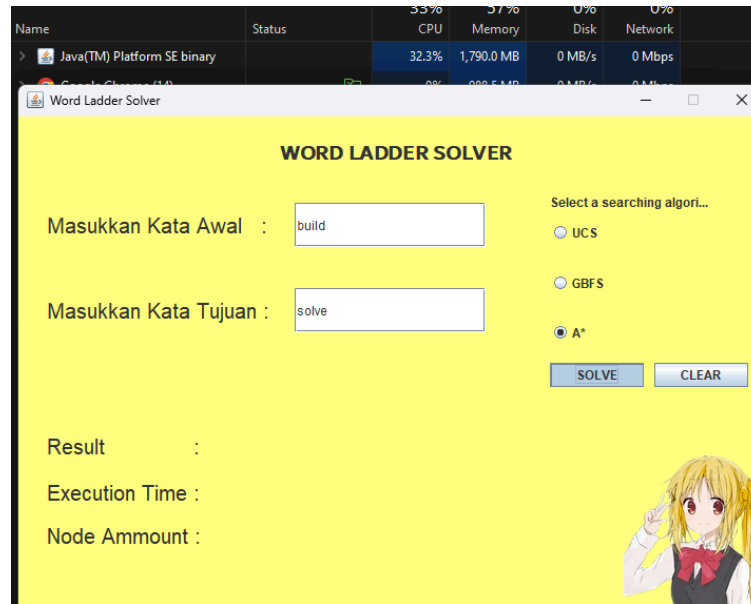 33% 57% 0% 0%
Name Status CPU Memory Disk Network
Java(TM) Platform SE binary 32.3% 1,790.0 MB 0 MB/s 0 Mbps
Word Ladder Solver
WORD LADDER SOLVER
Select a searching algori...
Masukkan Kata Awal : build
UCS
GBFS
Masukkan Kata Tujuan : solve
A*
SOLVE CLEAR
Result :
Execution Time :
Node Ammount :